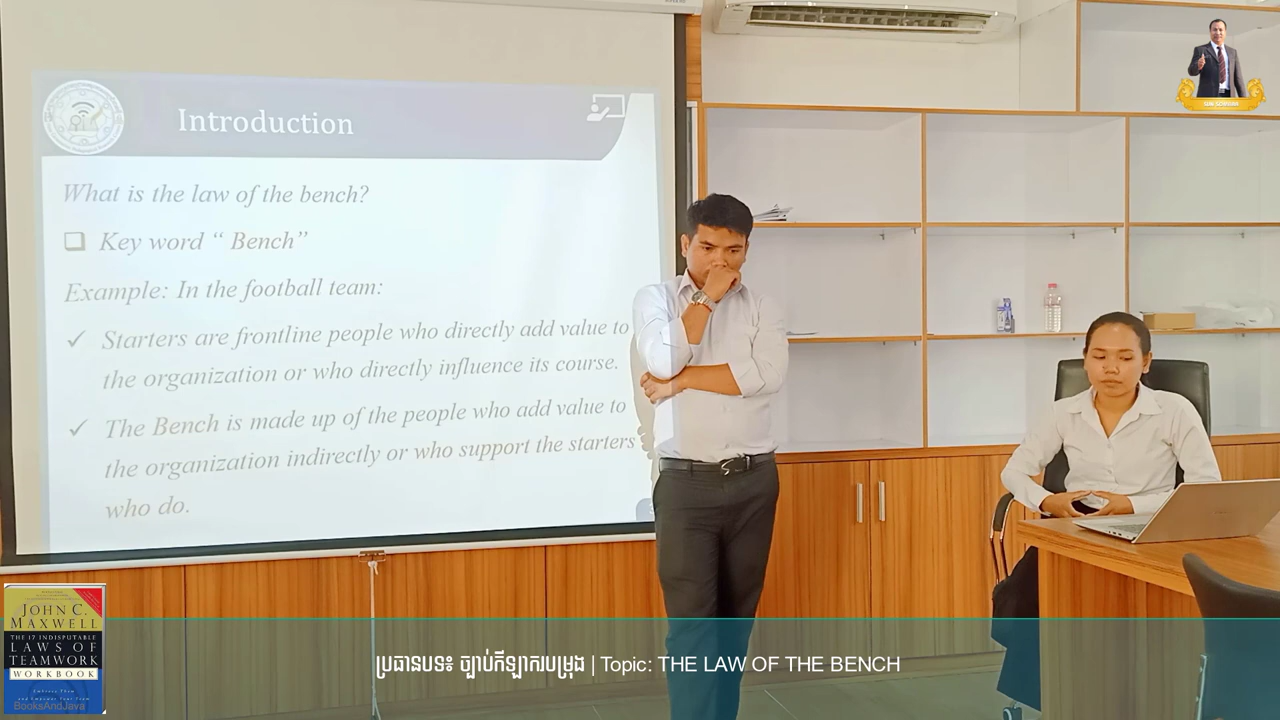 Introduction
What is the law of the bench?
Key word “ Bench”
Example: In the football team:
Starters are frontline people who directly add value to
the organization or who directly influence its course.
The Bench is made up of the people who add value to
the organization indirectly or who support the starters
who do.
JOHN C.
MAXWELL
THE 17 INDISPUTABLE
LAWS OF
TEAMWORK
WORKBOOK
BooksAndJava
ប្រធានបទ៖ ច្បាប់កីឡាករបម្រុង | Topic: THE LAW OF THE BENCH